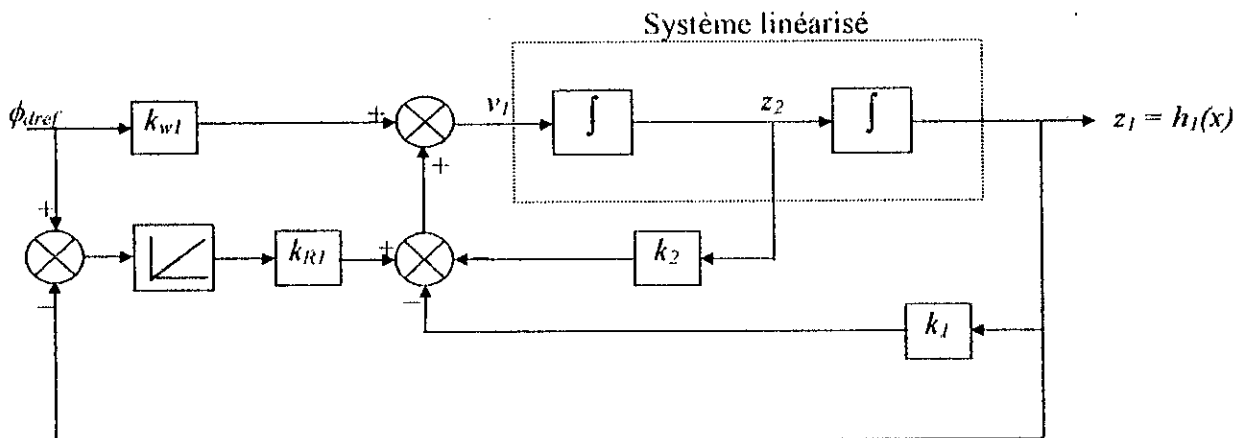 Système linéarisé
ϕdref
kw1
+
v1
∫
z2
∫
z1 = h1(x)
+
+
kR1
+
k2
−
−
k1